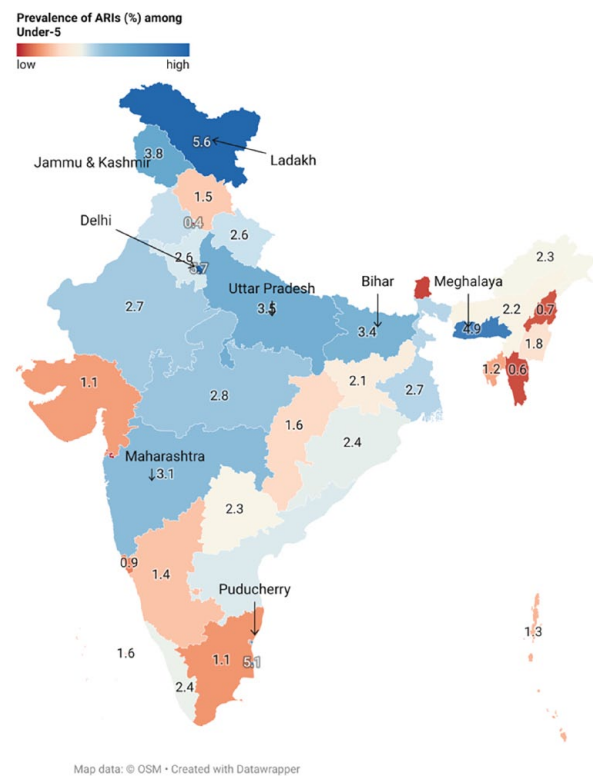 Prevalence of ARIs (%) among
Under-5
low high
5.6
3.8
Jammu & Kashmir
Ladakh
1.5
Delhi
0.4
2.6
2.6
2.3
Uttar Pradesh
Bihar
Meghalaya
2.7
3.5
2.2
0.7
3.4
4.9
1.8
1.1
2.8
2.1
2.7
1.2
0.6
1.6
2.4
Maharashtra
3.1
2.3
0.9
1.4
Puducherry
1.3
1.6
1.1
5.1
2.4
Map data: © OSM • Created with Datawrapper